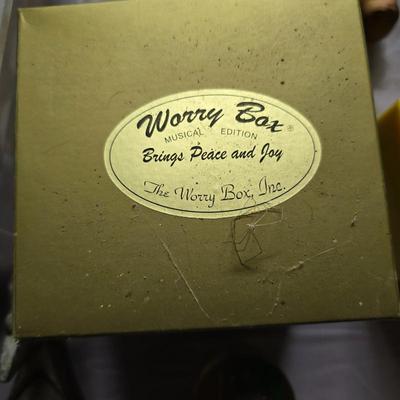 Worry Box ®
MUSICAL EDITION
Brings Peace and Joy
The Worry Box, Inc.